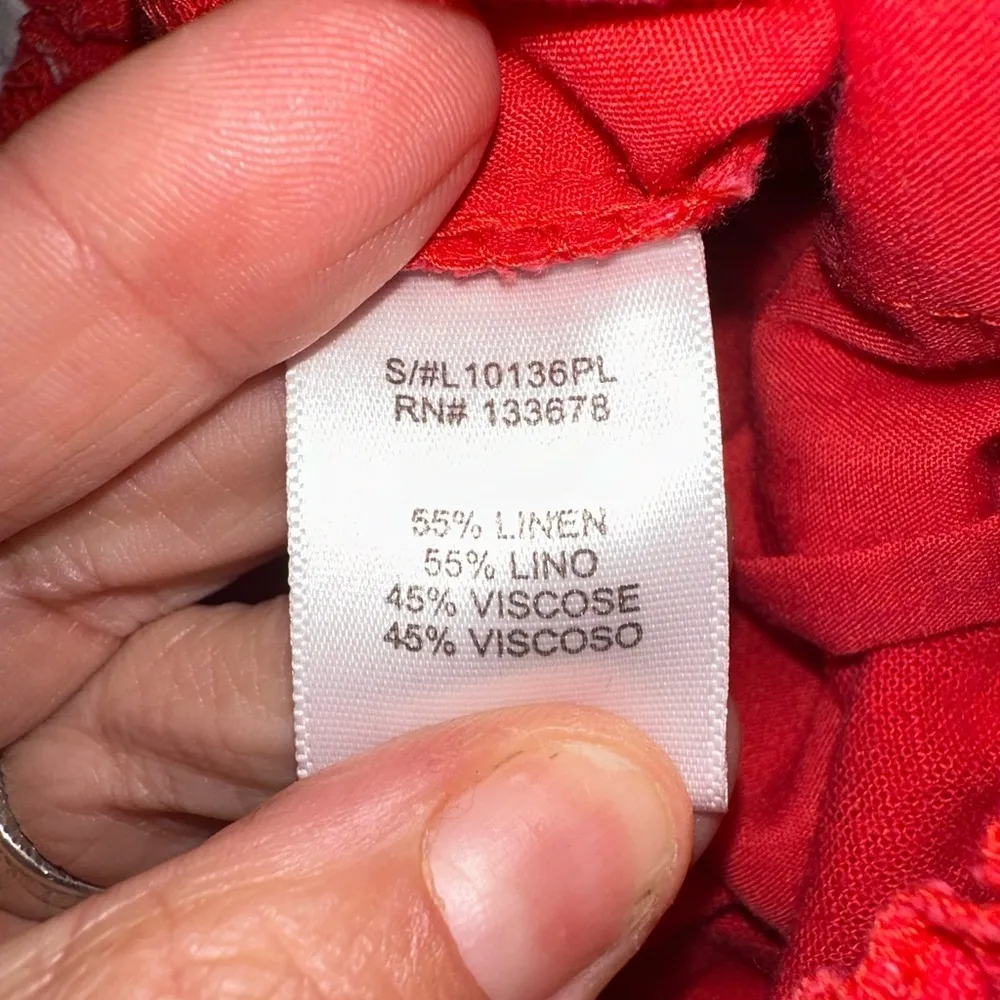 S/#L10136PL
RN# 133678
55% LINEN
55% LINO
45% VISCOSE
45% VISCOSO